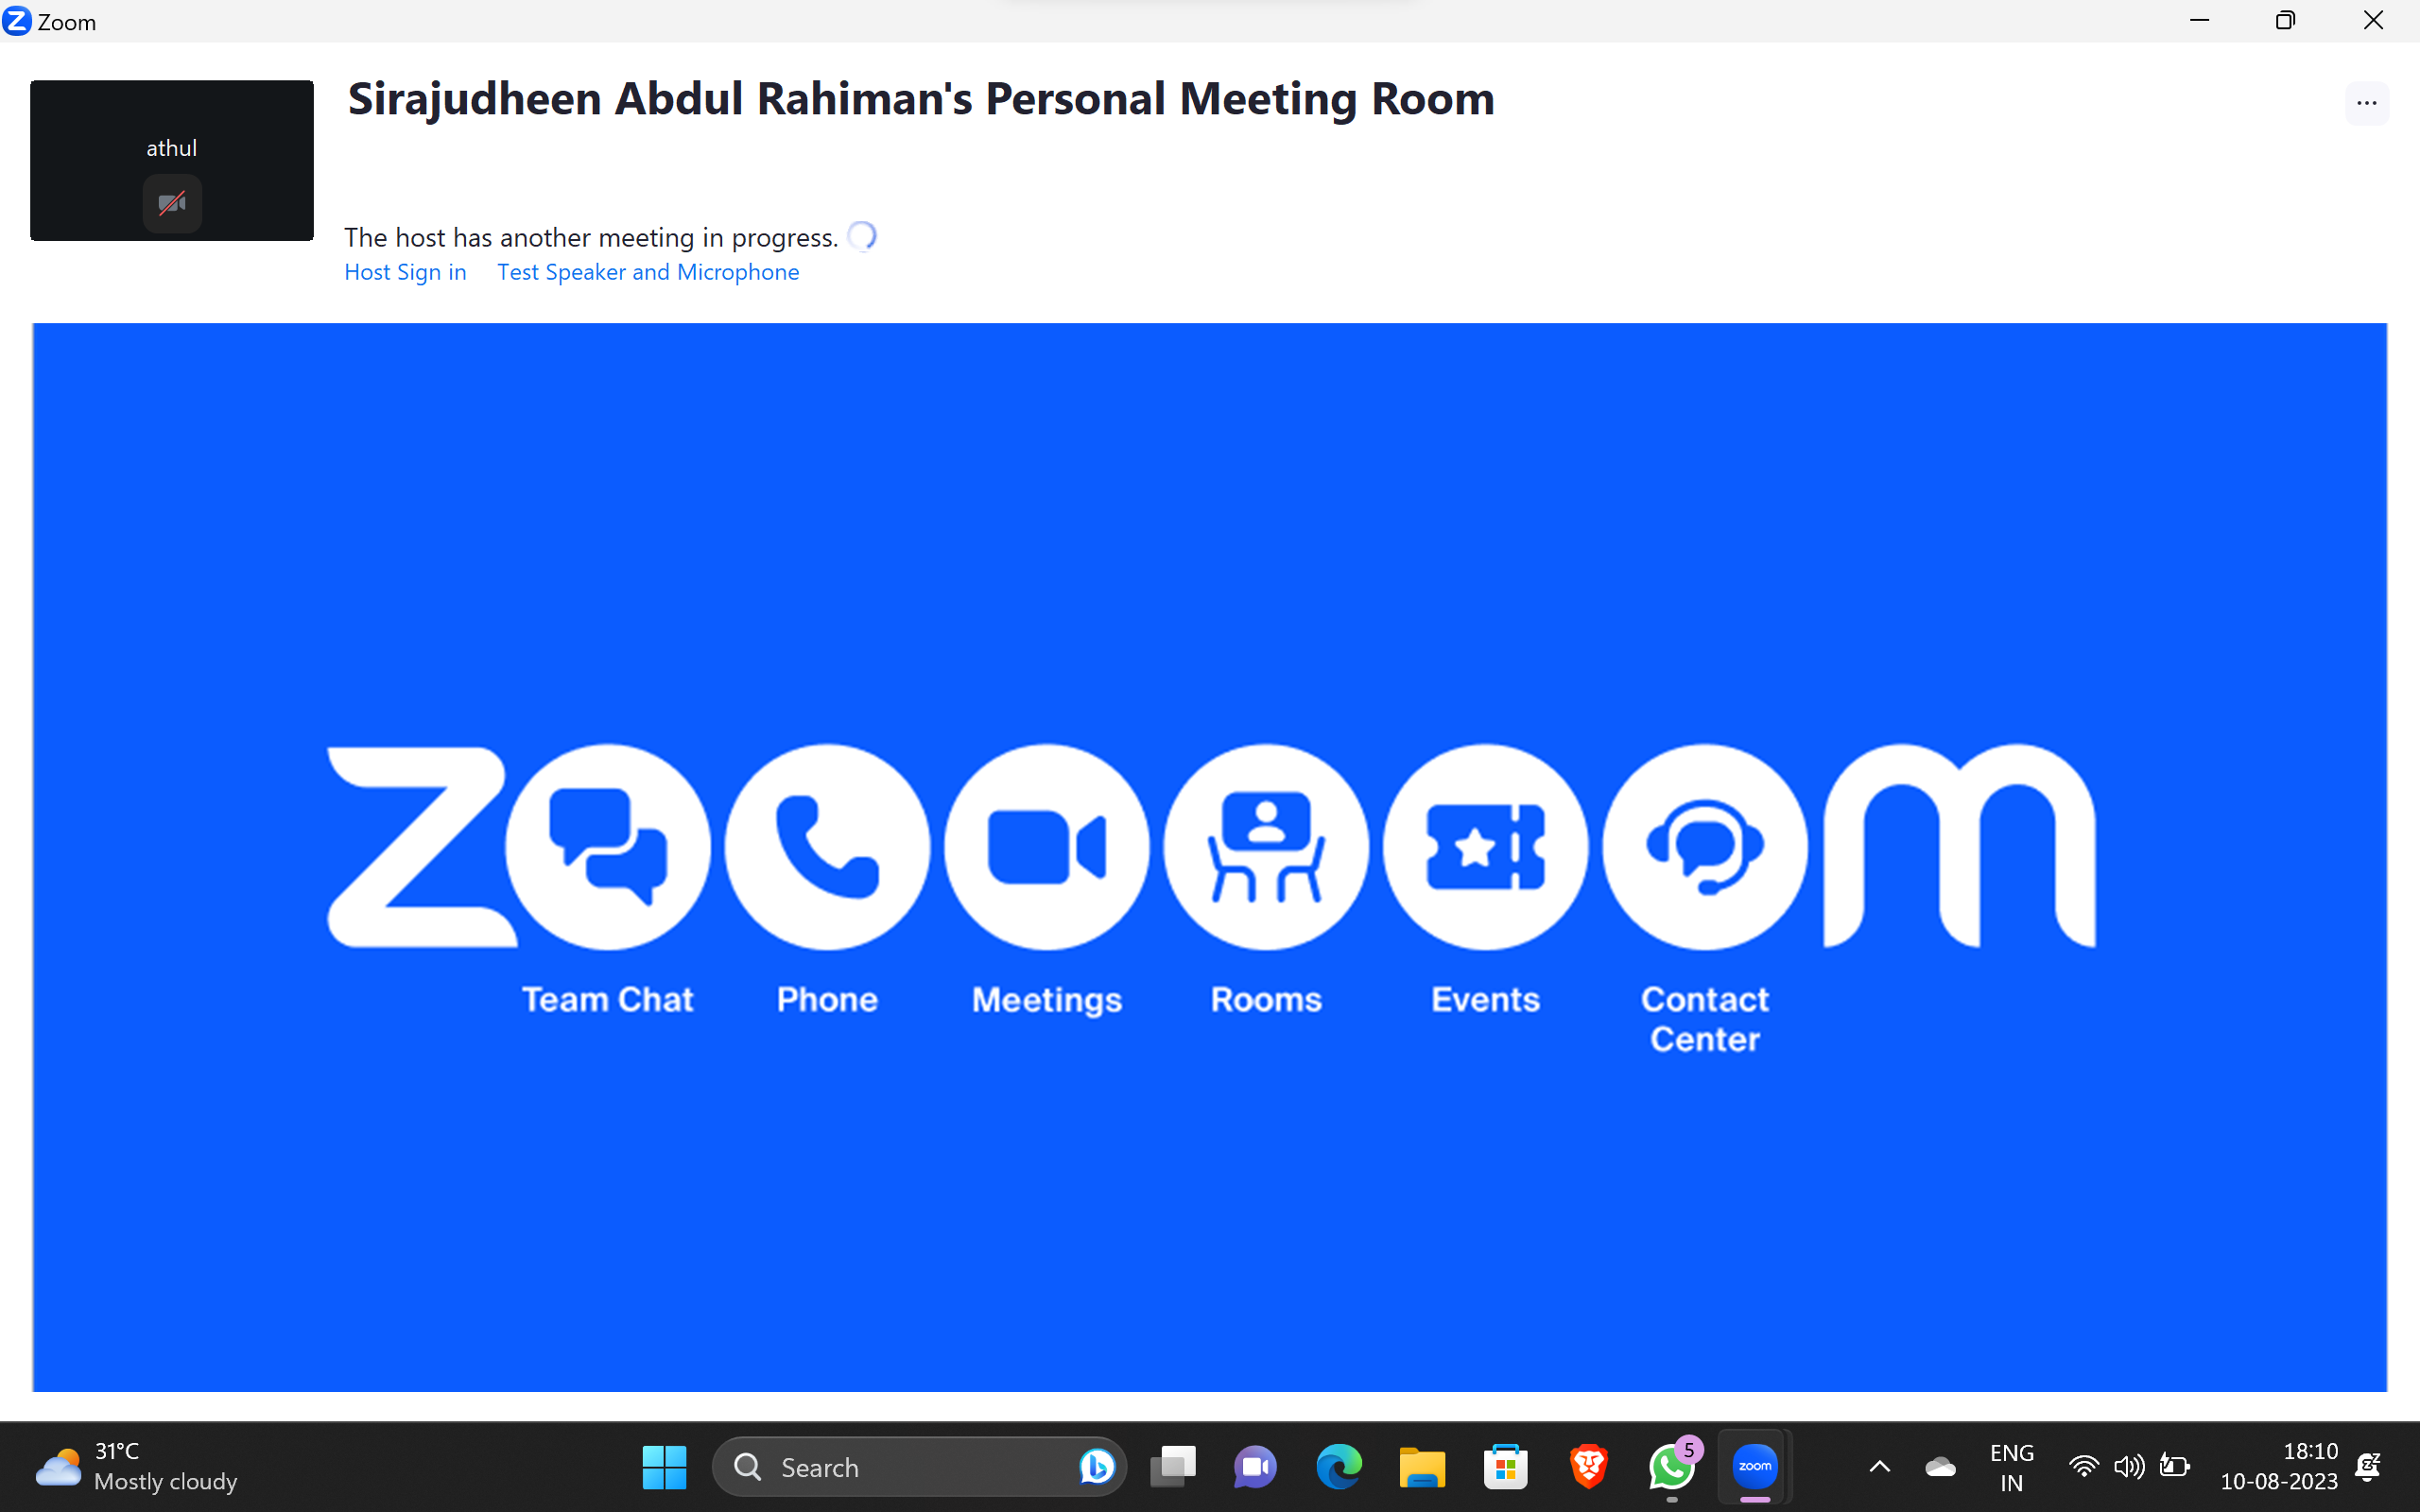 Zoom
Sirajudheen Abdul Rahiman's Personal Meeting Room
athul
The host has another meeting in progress.
Host Sign in
Test Speaker and Microphone
zoooooom
Team Chat
Phone
Meetings
Rooms
Events
Contact
Center
31°C
Mostly cloudy
Search
5
zoom
ENG
IN
18:10
10-08-2023